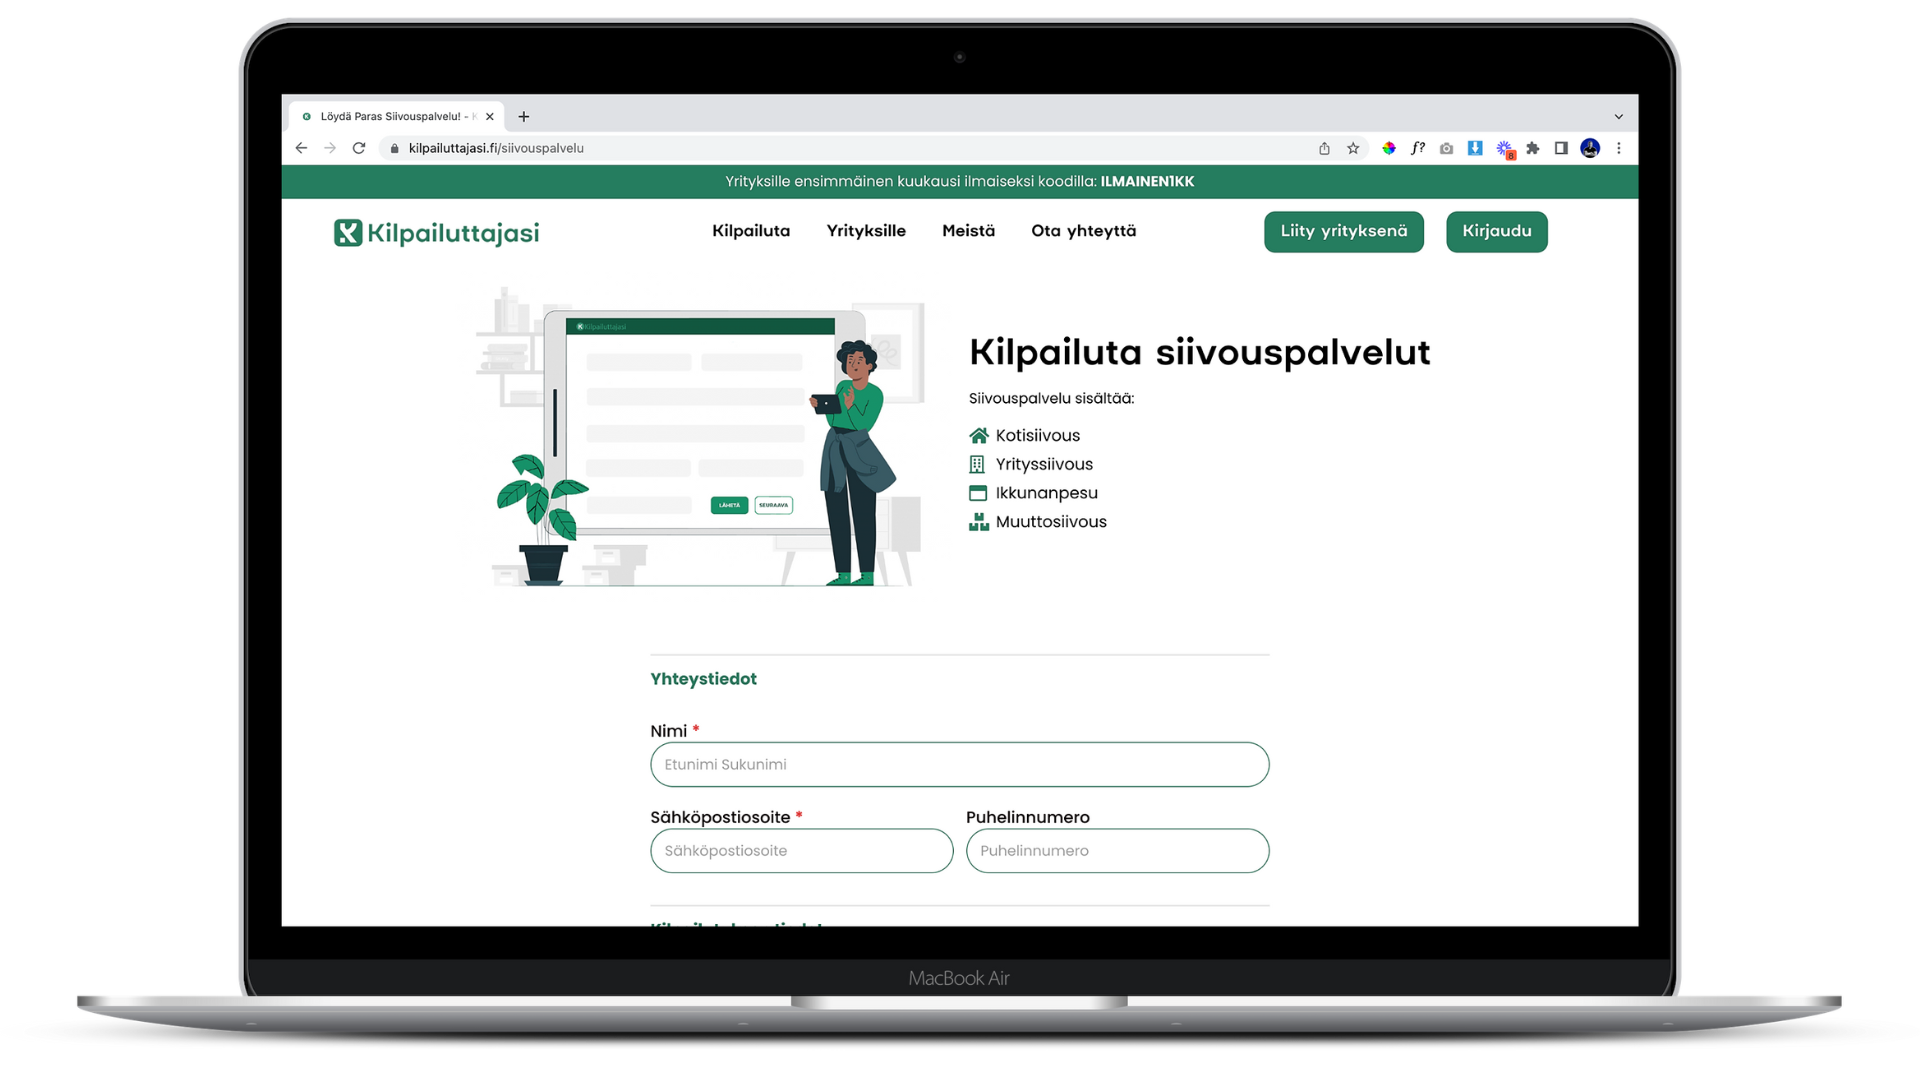 Löydä Paras Siivouspalvelu! -
kilpailuttajasi.fi/siivouspalvelu
f?
8
Yrityksille ensimmäinen kuukausi ilmaiseksi koodilla: ILMAINEN1KK
Kilpailuttajasi
Kilpailuta
Yrityksille
Meistä
Ota yhteyttä
Liity yrityksenä
Kirjaudu
Kilpailuttajasi
LÄHETÄ
SEURAAVA
Kilpailuta siivouspalvelut
Siivouspalvelu sisältää:
Kotisiivous
Yrityssiivous
Ikkunanpesu
Muuttosiivous
Yhteystiedot
Nimi *
Etunimi Sukunimi
Sähköpostiosoite *
Puhelinnumero
Sähköpostiosoite
Puhelinnumero
MacBook Air